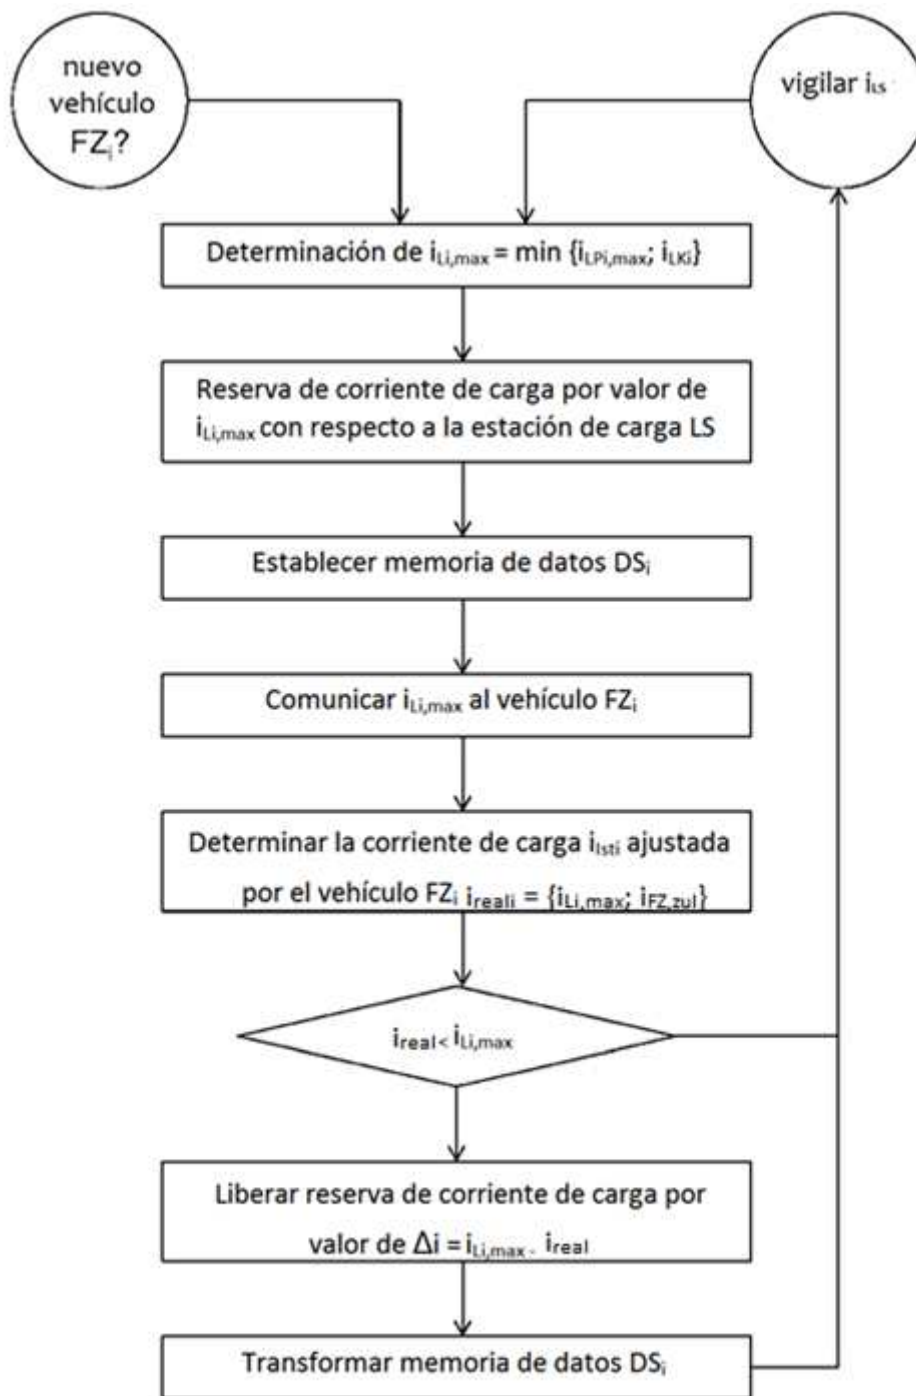 nuevo
vehículo
FZi?
vigilar iLS
Determinación de iLi,max = min {iLPi,max; iLKi}
Reserva de corriente de carga por valor de
iLi,max con respecto a la estación de carga LS
Establecer memoria de datos DSi
Comunicar iLi,max al vehículo FZi
Determinar la corriente de carga iIsti ajustada
por el vehículo FZi ireali = {iLi,max; iFZ,zul}
ireal < iLi,max
Liberar reserva de corriente de carga por
valor de Δi = iLi,max - ireal
Transformar memoria de datos DSi